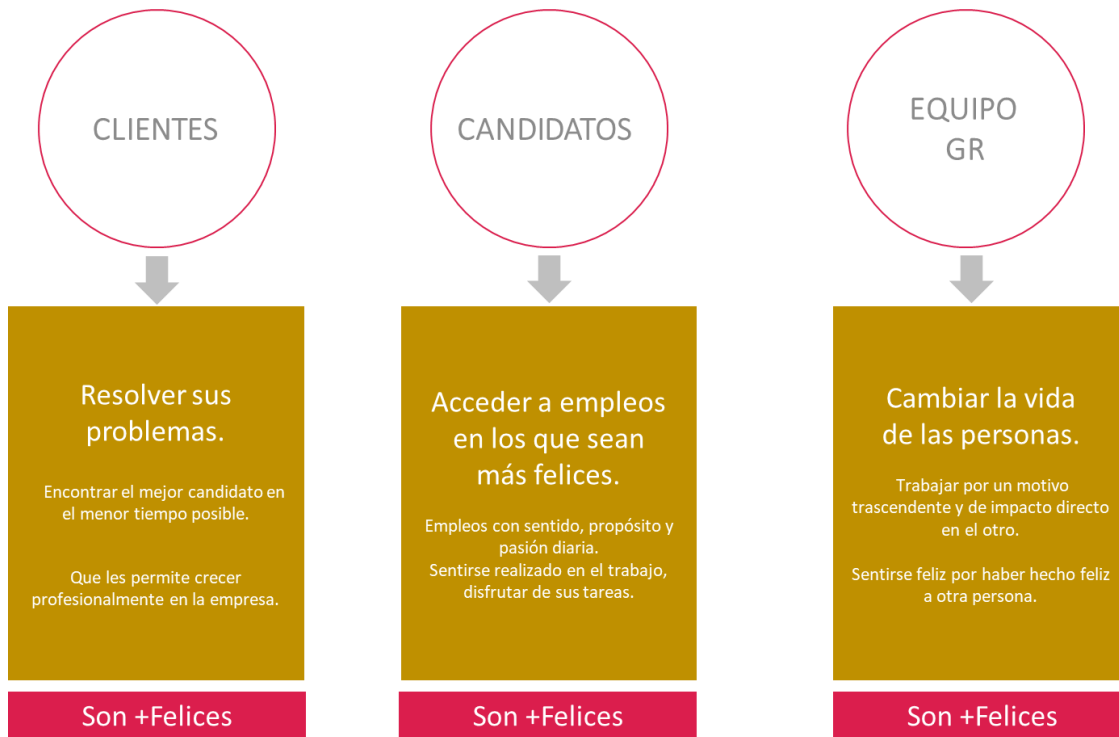 CLIENTES
Resolver sus
problemas.
Encontrar el mejor candidato en
el menor tiempo posible.
Que les permite crecer
profesionalmente en la empresa.
Son +Felices
CANDIDATOS
Acceder a empleos
en los que sean
más felices.
Empleos con sentido, propósito y
pasión diaria.
Sentirse realizado en el trabajo,
disfrutar de sus tareas.
Son +Felices
EQUIPO
GR
Cambiar la vida
de las personas.
Trabajar por un motivo
trascendente y de impacto directo
en el otro.
Sentirse feliz por haber hecho feliz
a otra persona.
Son +Felices